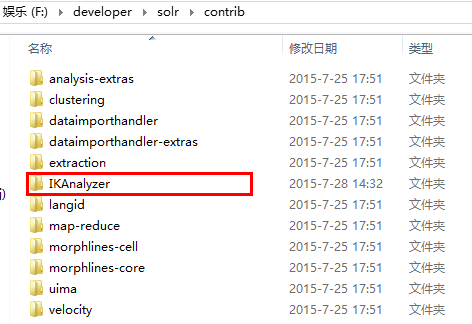 娱乐 (F:) ▸ developer ▸ solr ▸ contrib
名称 修改日期 类型
analysis-extras 2015-7-25 17:51 文件夹
clustering 2015-7-25 17:51 文件夹
dataimporthandler 2015-7-25 17:51 文件夹
dataimporthandler-extras 2015-7-25 17:51 文件夹
extraction 2015-7-25 17:51 文件夹
IKAnalyzer 2015-7-28 14:32 文件夹
langid 2015-7-25 17:51 文件夹
map-reduce 2015-7-25 17:51 文件夹
morphlines-cell 2015-7-25 17:51 文件夹
morphlines-core 2015-7-25 17:51 文件夹
uima 2015-7-25 17:51 文件夹
velocity 2015-7-25 17:51 文件夹